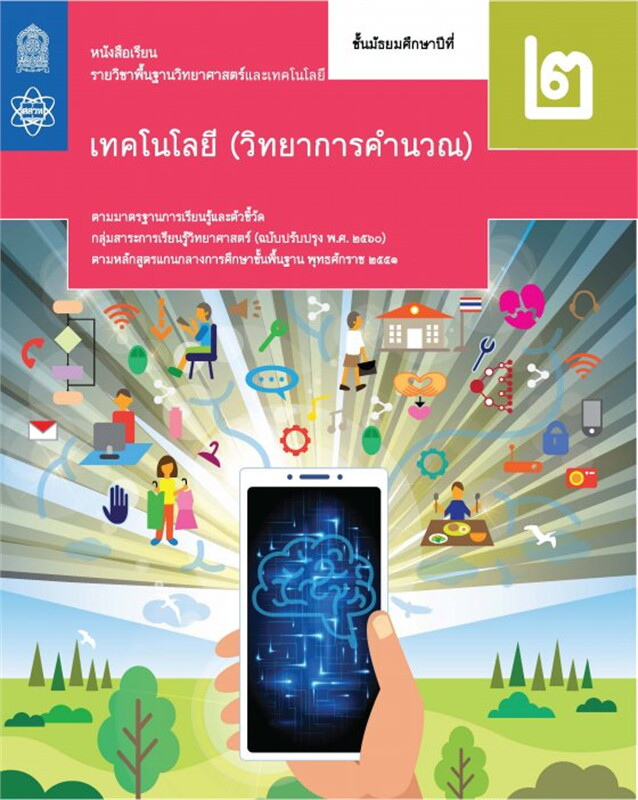 หนังสือเรียน
รายวิชาพื้นฐานวิทยาศาสตร์และเทคโนโลยี
ชั้นมัธยมศึกษาปีที่
๒
สสวท
เทคโนโลยี (วิทยาการคำนวณ)
ตามมาตรฐานการเรียนรู้และตัวชี้วัด
กลุ่มสาระการเรียนรู้วิทยาศาสตร์ (ฉบับปรับปรุง พ.ศ. ๒๕๖๐)
ตามหลักสูตรแกนกลางการศึกษาขั้นพื้นฐาน พุทธศักราช ๒๕๕๑